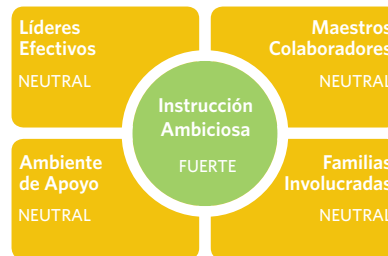 Líderes
Efectivos
NEUTRAL
Maestros
Colaboradores
NEUTRAL
Instrucción
Ambiciosa
FUERTE
Ambiente
de Apoyo
NEUTRAL
Familias
Involucradas
NEUTRAL